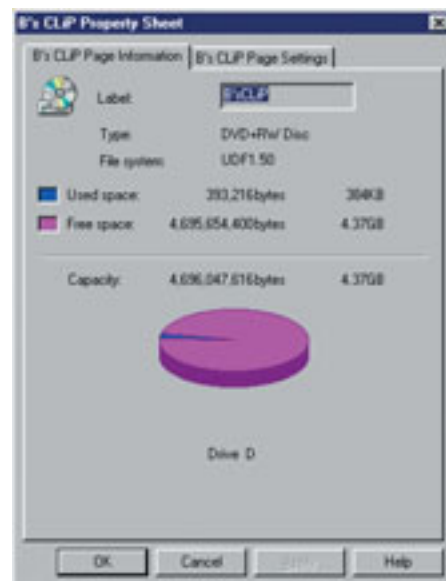 B's CLiP Property Sheet
B's CLiP Page Information B's CLiP Page Settings
Label: B'sCLiP
Type: DVD+RW Disc
File system: UDF1.50
Used space: 393,216bytes 384KB
Free space: 4,695,654,400bytes 4.37GB
Capacity: 4,696,047,616bytes 4.37GB
Drive D
OK Cancel Apply Help